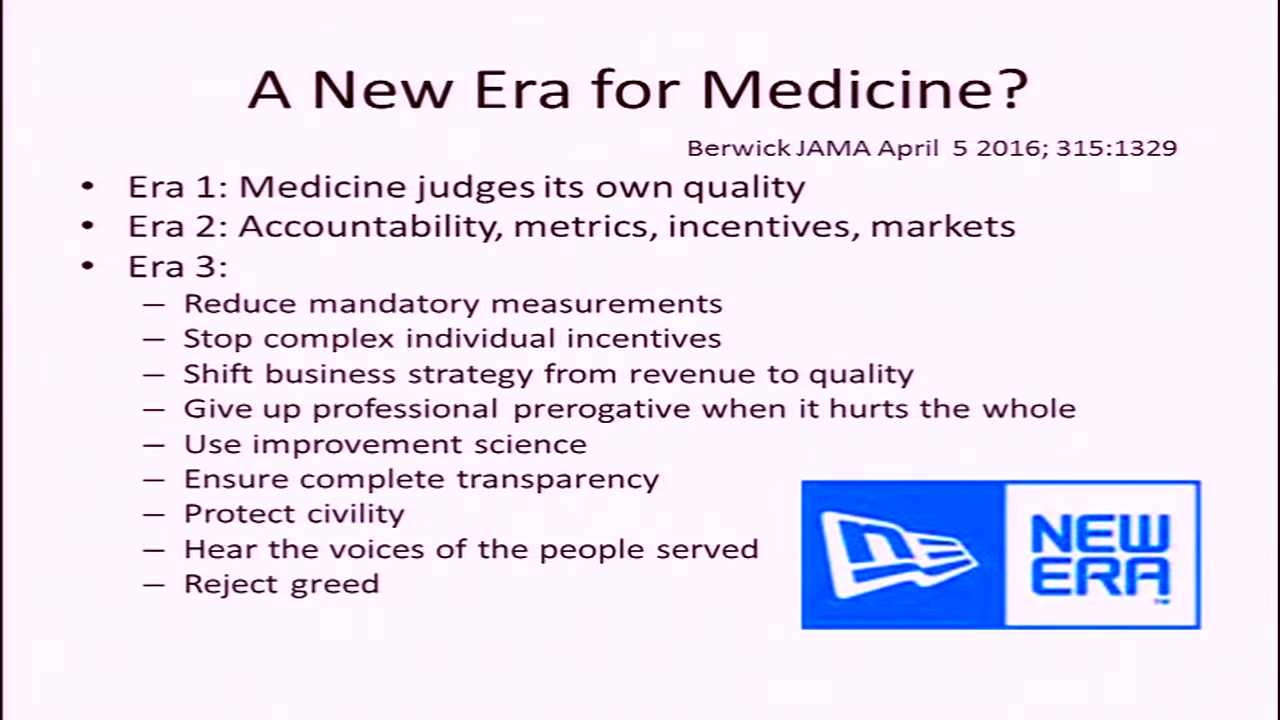 A New Era for Medicine?
Berwick JAMA April 5 2016; 315:1329
• Era 1: Medicine judges its own quality
• Era 2: Accountability, metrics, incentives, markets
• Era 3:
– Reduce mandatory measurements
– Stop complex individual incentives
– Shift business strategy from revenue to quality
– Give up professional prerogative when it hurts the whole
– Use improvement science
– Ensure complete transparency
– Protect civility
– Hear the voices of the people served
– Reject greed
NEW
ERA™